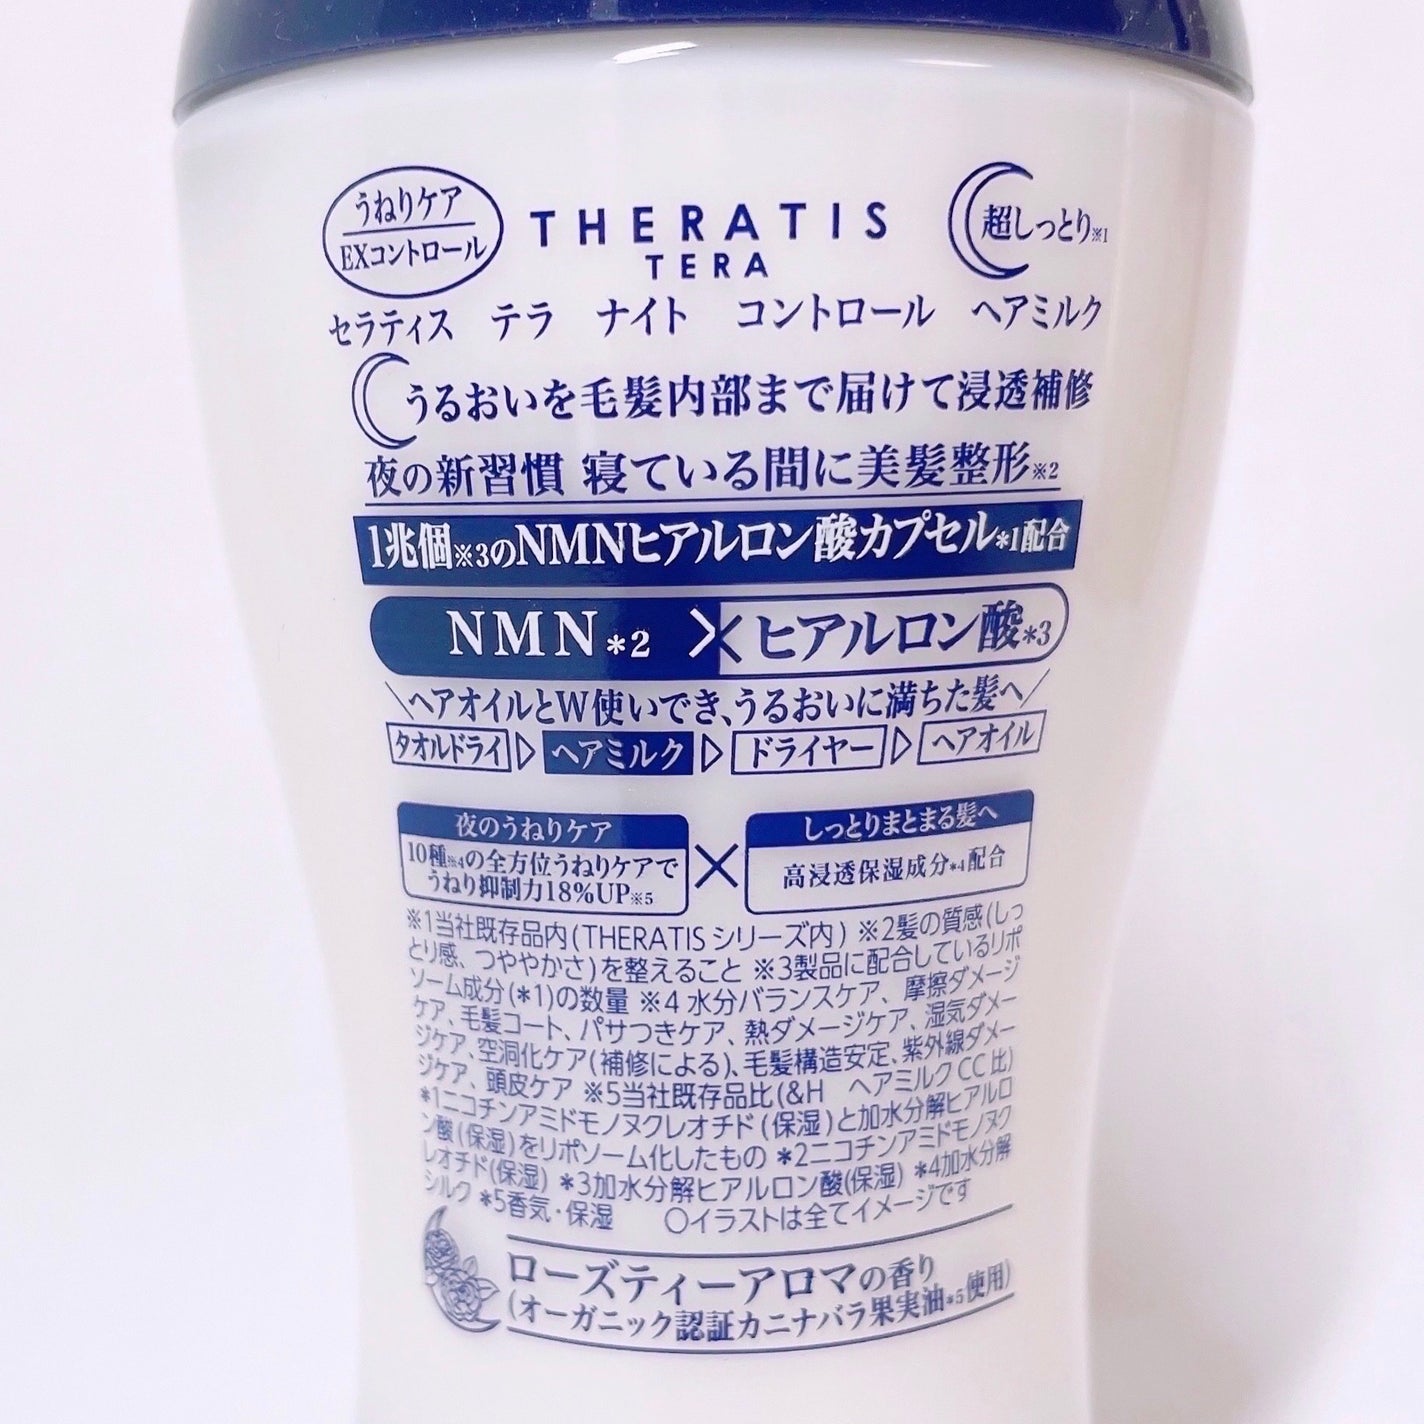 うねりケア
EXコントロール
THERATIS
TERA
超しっとり※1
セラティス テラ ナイト コントロール ヘアミルク
うるおいを毛髪内部まで届けて浸透補修
夜の新習慣 寝ている間に美髪整形※2
1兆個※3のNMNヒアルロン酸カプセル*1配合
NMN*2×ヒアルロン酸*3
\ヘアオイルとW使いでき、うるおいに満ちた髪へ/
タオルドライ▷ヘアミルク▷ドライヤー▷ヘアオイル
夜のうねりケア
10種※4の全方位うねりケアで
うねり抑制力18%UP※5
×
しっとりまとまる髪へ
高浸透保湿成分*4配合
※1当社既存品内(THERATISシリーズ内) ※2髪の質感(しっ
とり感、つややかさ)を整えること ※3製品に配合しているリポ
ソーム成分(*1)の数量 ※4 水分バランスケア、摩擦ダメージ
ケア、毛髪コート、パサつきケア、熱ダメージケア、湿気ダメー
ジケア、空洞化ケア(補修による)、毛髪構造安定、紫外線ダメー
ジケア、頭皮ケア ※5当社既存品比(&H ヘアミルクCC比)
*1ニコチンアミドモノヌクレオチド(保湿)と加水分解ヒアルロ
ン酸(保湿)をリポソーム化したもの *2ニコチンアミドモノヌク
レオチド(保湿) *3加水分解ヒアルロン酸(保湿) *4加水分解
シルク *5香気・保湿 ○イラストは全てイメージです
ローズティーアロマの香り
(オーガニック認証カニナバラ果実油*5使用)